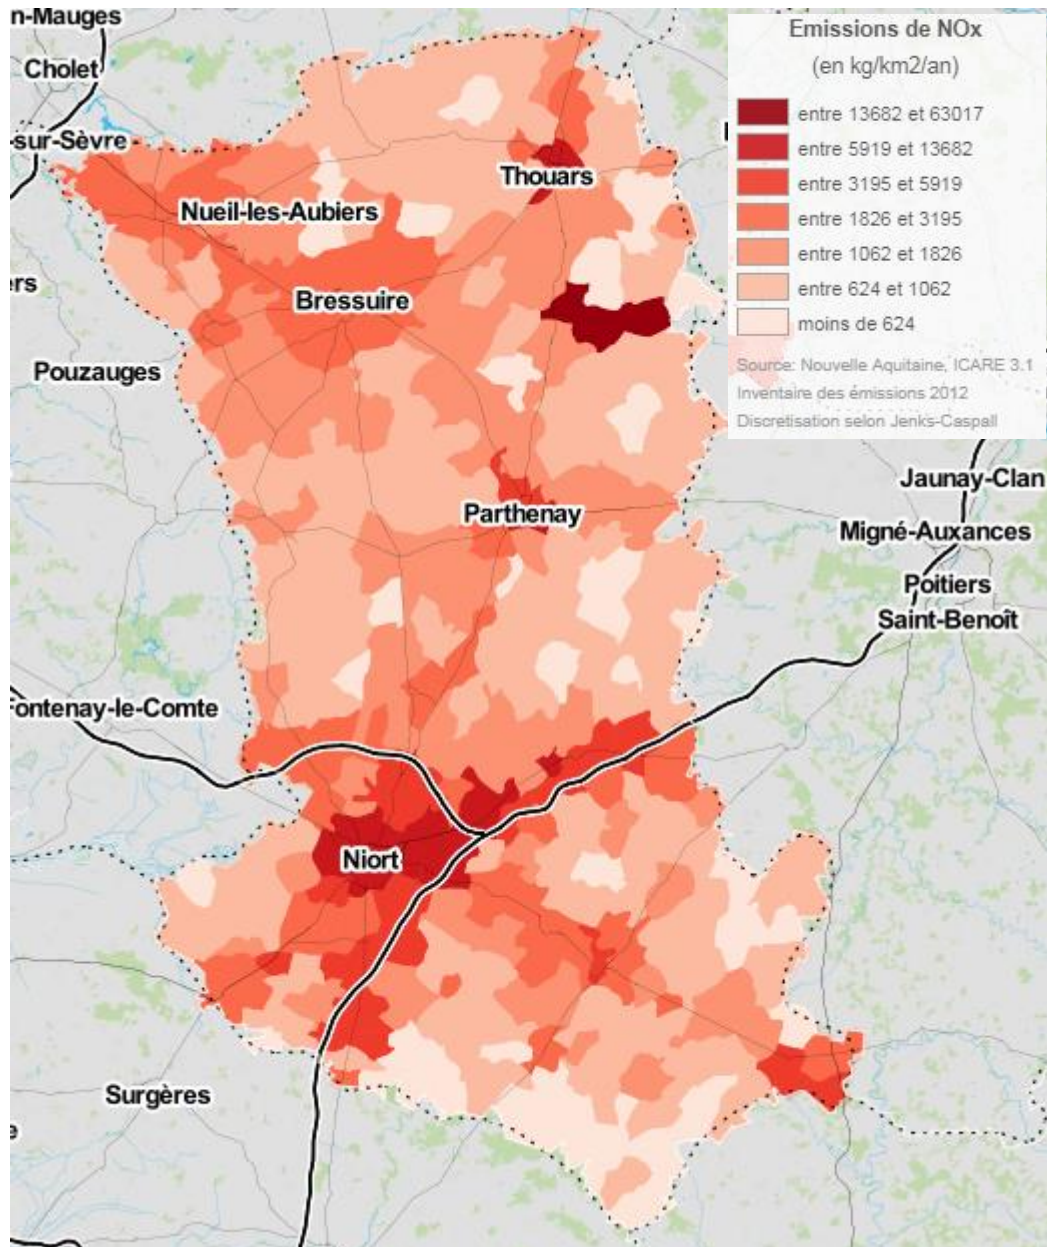 n-Mauges
Cholet
-sur-Sèvre
Thouars
Nueil-les-Aubiers
ers
Bressuire
Pouzauges
Parthenay
Jaunay-Clan
Migné-Auxances
Poitiers
Saint-Benoît
Fontenay-le-Comte
Niort
Surgères
e
Emissions de NOx
(en kg/km2/an)
entre 13682 et 63017
entre 5919 et 13682
entre 3195 et 5919
entre 1826 et 3195
entre 1062 et 1826
entre 624 et 1062
moins de 624
Source: Nouvelle Aquitaine, ICARE 3.1
Inventaire des émissions 2012
Discretisation selon Jenks-Caspall